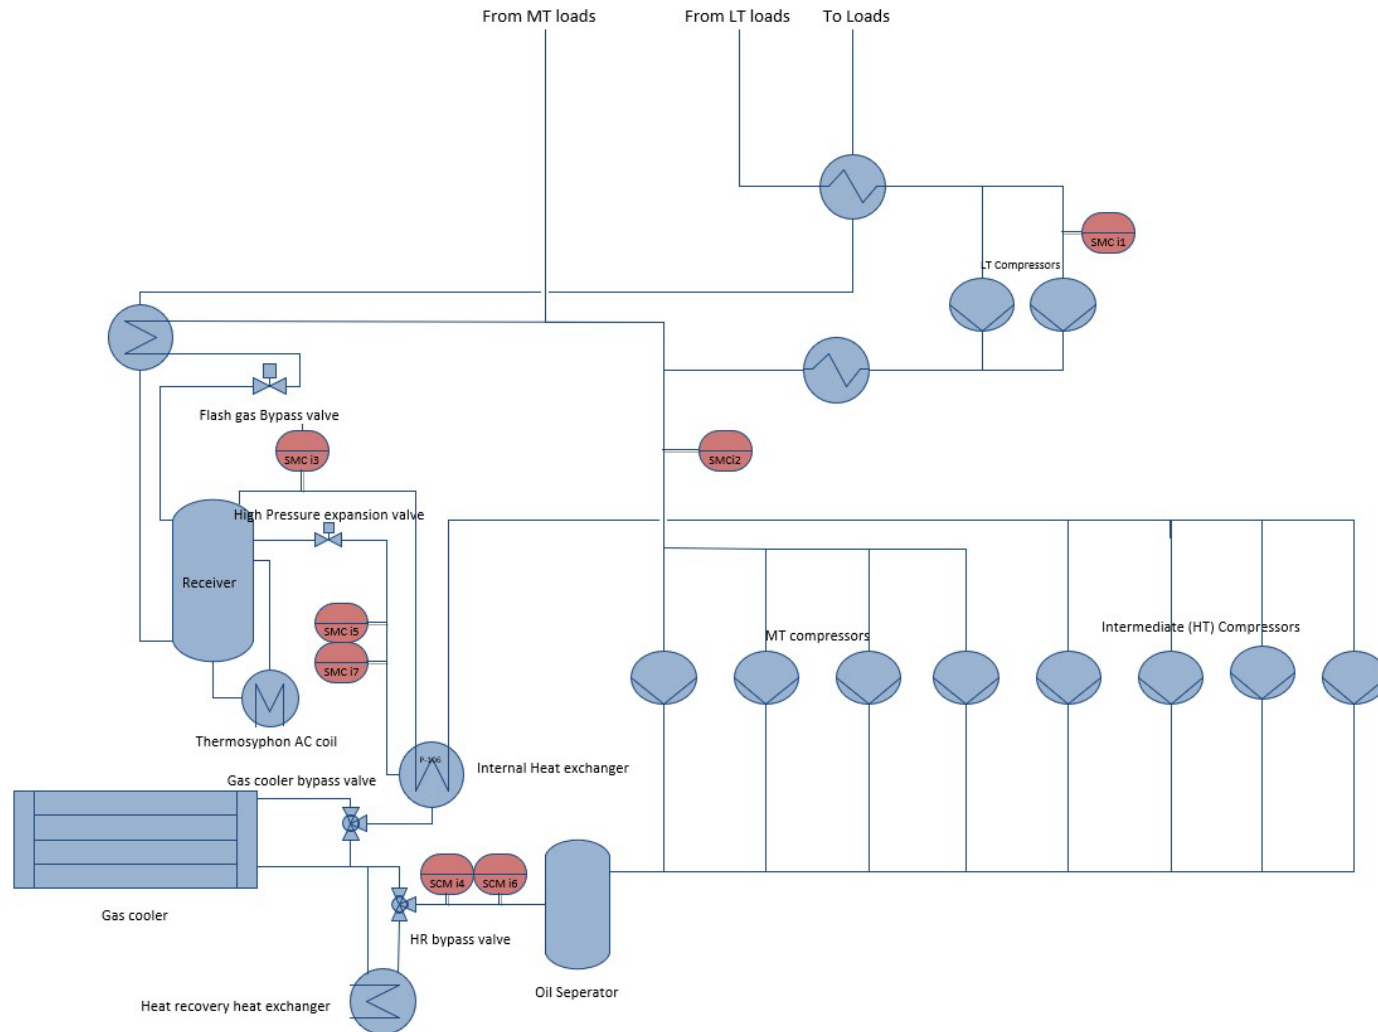 From MT loads
From LT loads
To Loads
SMC i1
LT Compressors
Flash gas Bypass valve
SMC i3
SMCi2
High Pressure expansion valve
Receiver
SMC i5
SMC i7
MT compressors
Intermediate (HT) Compressors
Thermosyphon AC coil
P-106
Internal Heat exchanger
Gas cooler bypass valve
SCM i4
SCM i6
Gas cooler
HR bypass valve
Oil Seperator
Heat recovery heat exchanger